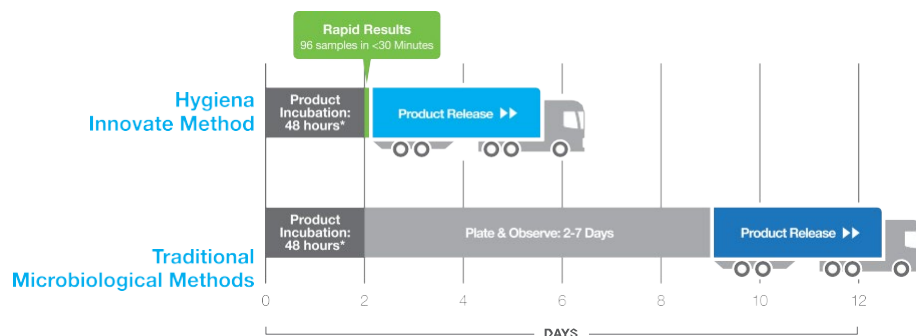 Rapid Results
96 samples in <30 Minutes
Hygiena
Innovate Method
Product
Incubation:
48 hours*
Product Release
Traditional
Microbiological Methods
Product
Incubation:
48 hours*
Plate & Observe: 2-7 Days
Product Release
0 2 4 6 8 10 12
DAYS